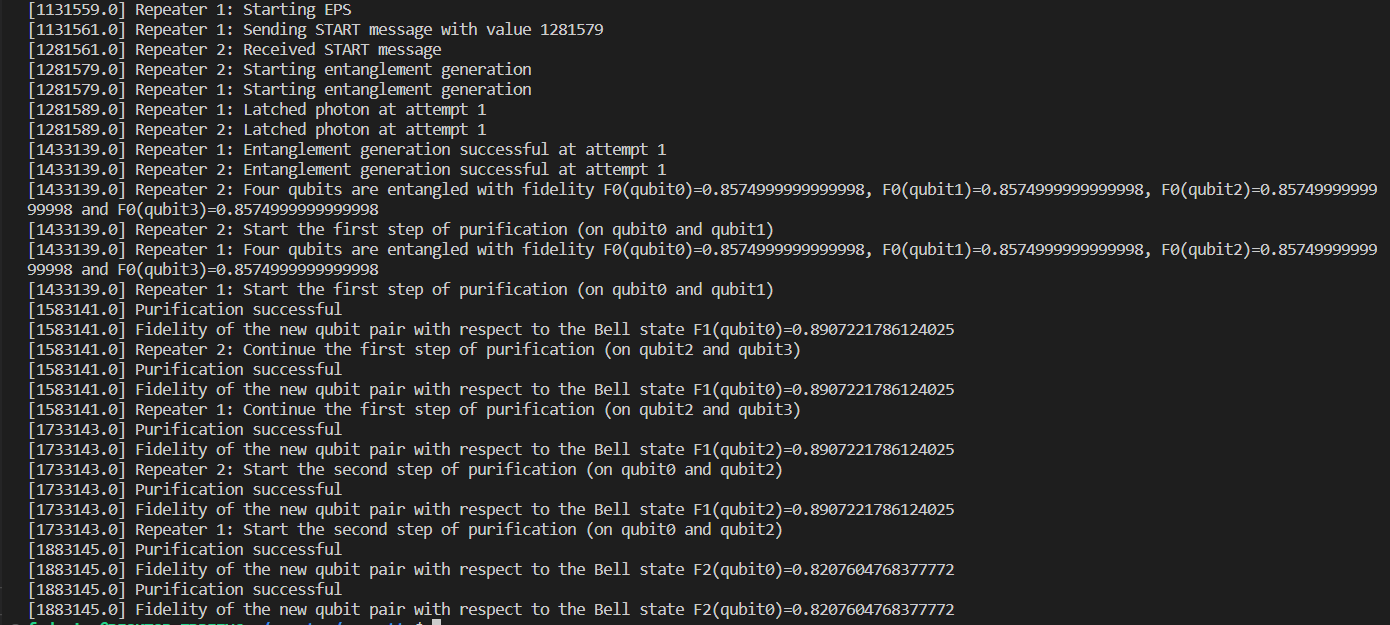 [1131559.0] Repeater 1: Starting EPS
[1131561.0] Repeater 1: Sending START message with value 1281579
[1281561.0] Repeater 2: Received START message
[1281579.0] Repeater 2: Starting entanglement generation
[1281579.0] Repeater 1: Starting entanglement generation
[1281589.0] Repeater 1: Latched photon at attempt 1
[1281589.0] Repeater 2: Latched photon at attempt 1
[1433139.0] Repeater 1: Entanglement generation successful at attempt 1
[1433139.0] Repeater 2: Entanglement generation successful at attempt 1
[1433139.0] Repeater 2: Four qubits are entangled with fidelity F0(qubit0)=0.8574999999999998, F0(qubit1)=0.8574999999999998, F0(qubit2)=0.85749999999
99998 and F0(qubit3)=0.8574999999999998
[1433139.0] Repeater 2: Start the first step of purification (on qubit0 and qubit1)
[1433139.0] Repeater 1: Four qubits are entangled with fidelity F0(qubit0)=0.8574999999999998, F0(qubit1)=0.8574999999999998, F0(qubit2)=0.85749999999
99998 and F0(qubit3)=0.8574999999999998
[1433139.0] Repeater 1: Start the first step of purification (on qubit0 and qubit1)
[1583141.0] Purification successful
[1583141.0] Fidelity of the new qubit pair with respect to the Bell state F1(qubit0)=0.8907221786124025
[1583141.0] Repeater 2: Continue the first step of purification (on qubit2 and qubit3)
[1583141.0] Purification successful
[1583141.0] Fidelity of the new qubit pair with respect to the Bell state F1(qubit0)=0.8907221786124025
[1583141.0] Repeater 1: Continue the first step of purification (on qubit2 and qubit3)
[1733143.0] Purification successful
[1733143.0] Fidelity of the new qubit pair with respect to the Bell state F1(qubit2)=0.8907221786124025
[1733143.0] Repeater 2: Start the second step of purification (on qubit0 and qubit2)
[1733143.0] Purification successful
[1733143.0] Fidelity of the new qubit pair with respect to the Bell state F1(qubit2)=0.8907221786124025
[1733143.0] Repeater 1: Start the second step of purification (on qubit0 and qubit2)
[1883145.0] Purification successful
[1883145.0] Fidelity of the new qubit pair with respect to the Bell state F2(qubit0)=0.8207604768377772
[1883145.0] Purification successful
[1883145.0] Fidelity of the new qubit pair with respect to the Bell state F2(qubit0)=0.8207604768377772